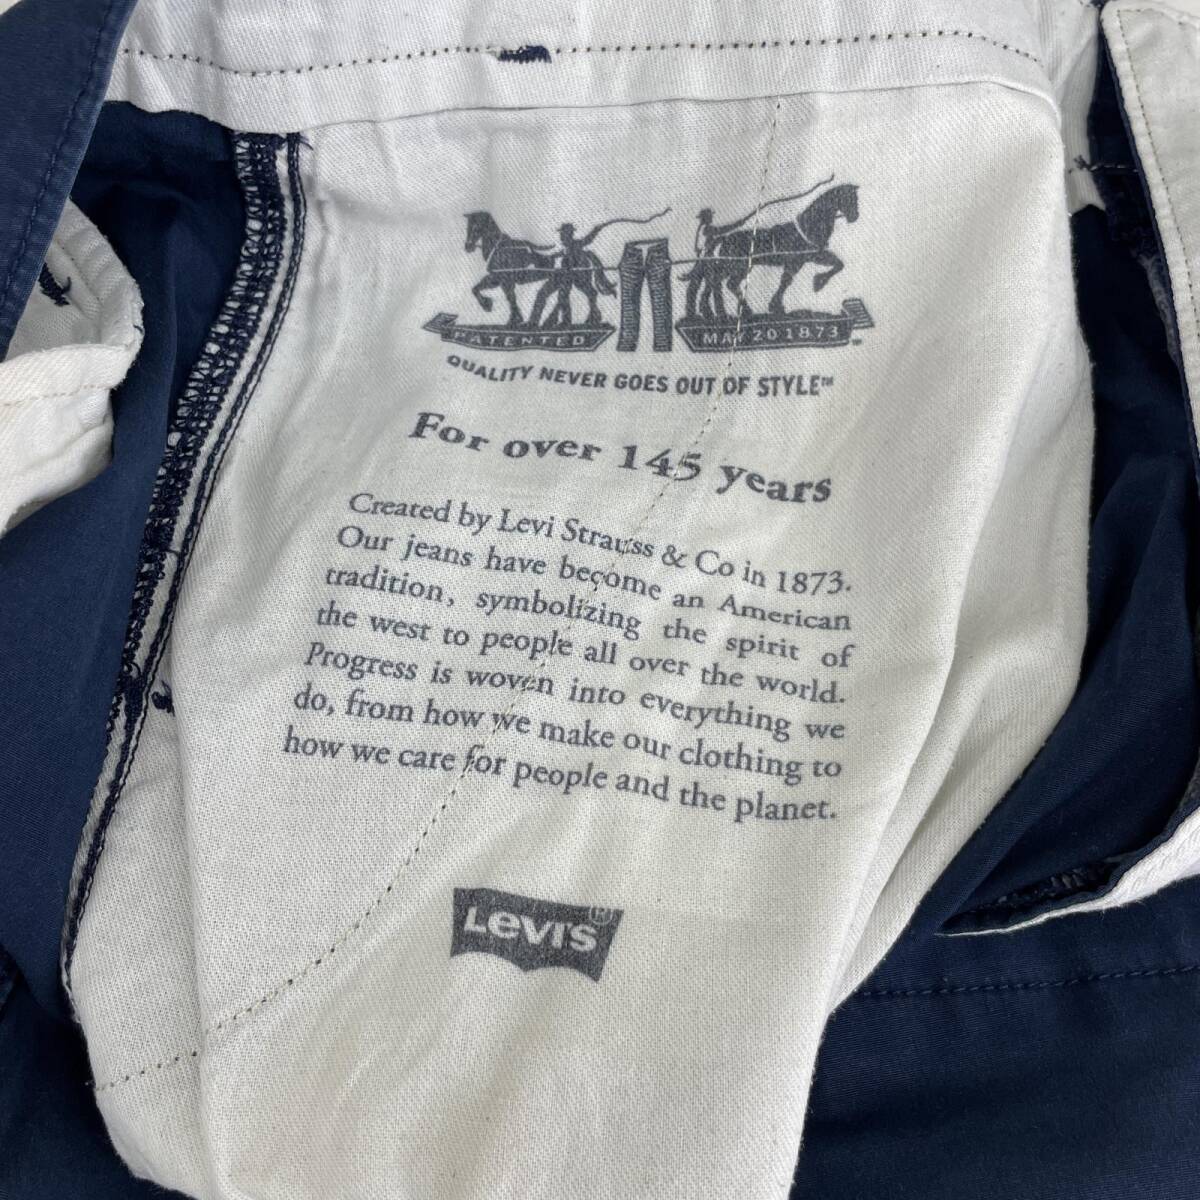 PATENTED MAY 20 1873
QUALITY NEVER GOES OUT OF STYLE™
For over 145 years
Created by Levi Strauss & Co in 1873.
Our jeans have become an American
tradition, symbolizing the spirit of
the west to people all over the world.
Progress is woven into everything we
do, from how we make our clothing to
how we care for people and the planet.
LEVI'S ®